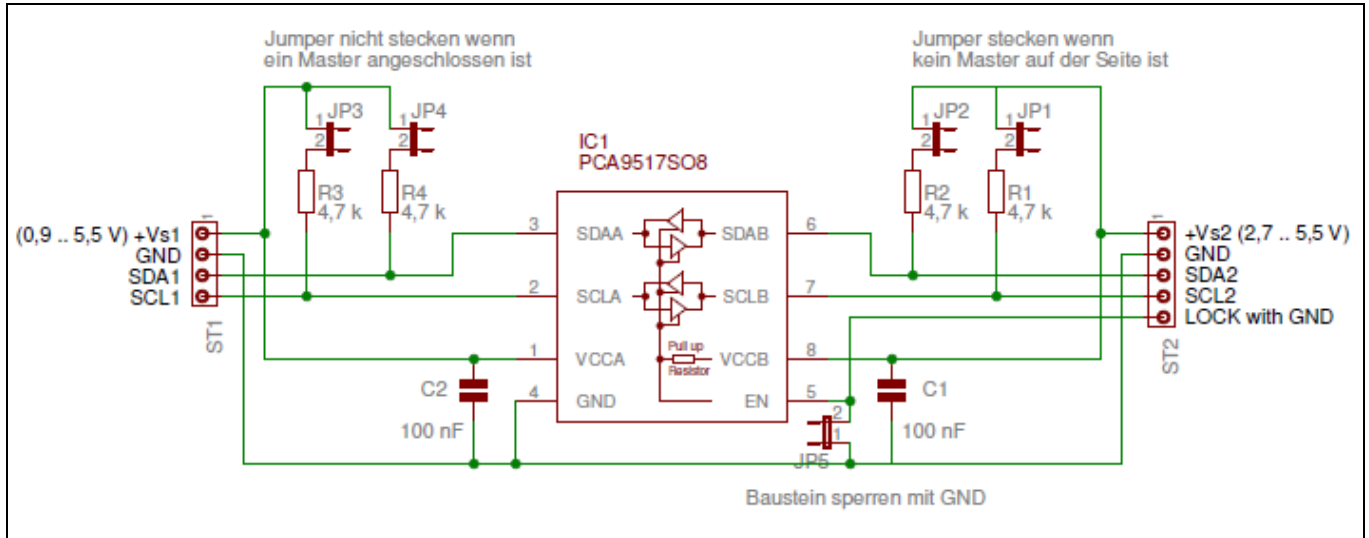 Jumper nicht stecken wenn
ein Master angeschlossen ist
Jumper stecken wenn
kein Master auf der Seite ist
JP3
JP4
JP2
JP1
1
2
1
2
1
2
1
2
IC1
PCA9517SO8
R3
4,7 k
R4
4,7 k
R2
4,7 k
R1
4,7 k
1
(0,9 .. 5,5 V) +Vs1
GND
SDA1
SCL1
ST1
3
SDAA
SDAB
6
2
SCLA
SCLB
7
1
VCCA
Pull up
Resistor
VCCB
8
4
GND
EN
5
1
+Vs2 (2,7 .. 5,5 V)
GND
SDA2
SCL2
LOCK with GND
ST2
C2
100 nF
C1
100 nF
2
1
JP5
Baustein sperren mit GND